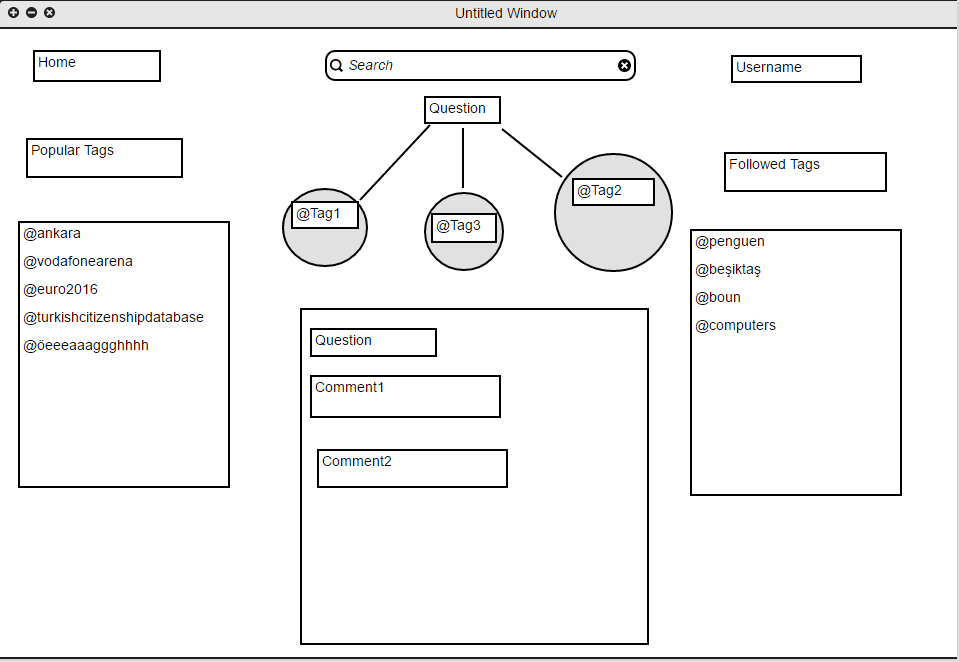 Untitled Window
Home
Search
Username
Question
Popular Tags
Followed Tags
@Tag1
@Tag3
@Tag2
@ankara
@vodafonearena
@euro2016
@turkishcitizenshipdatabase
@öeeeaaaggghhhh
Question
Comment1
Comment2
@penguen
@beşiktaş
@boun
@computers